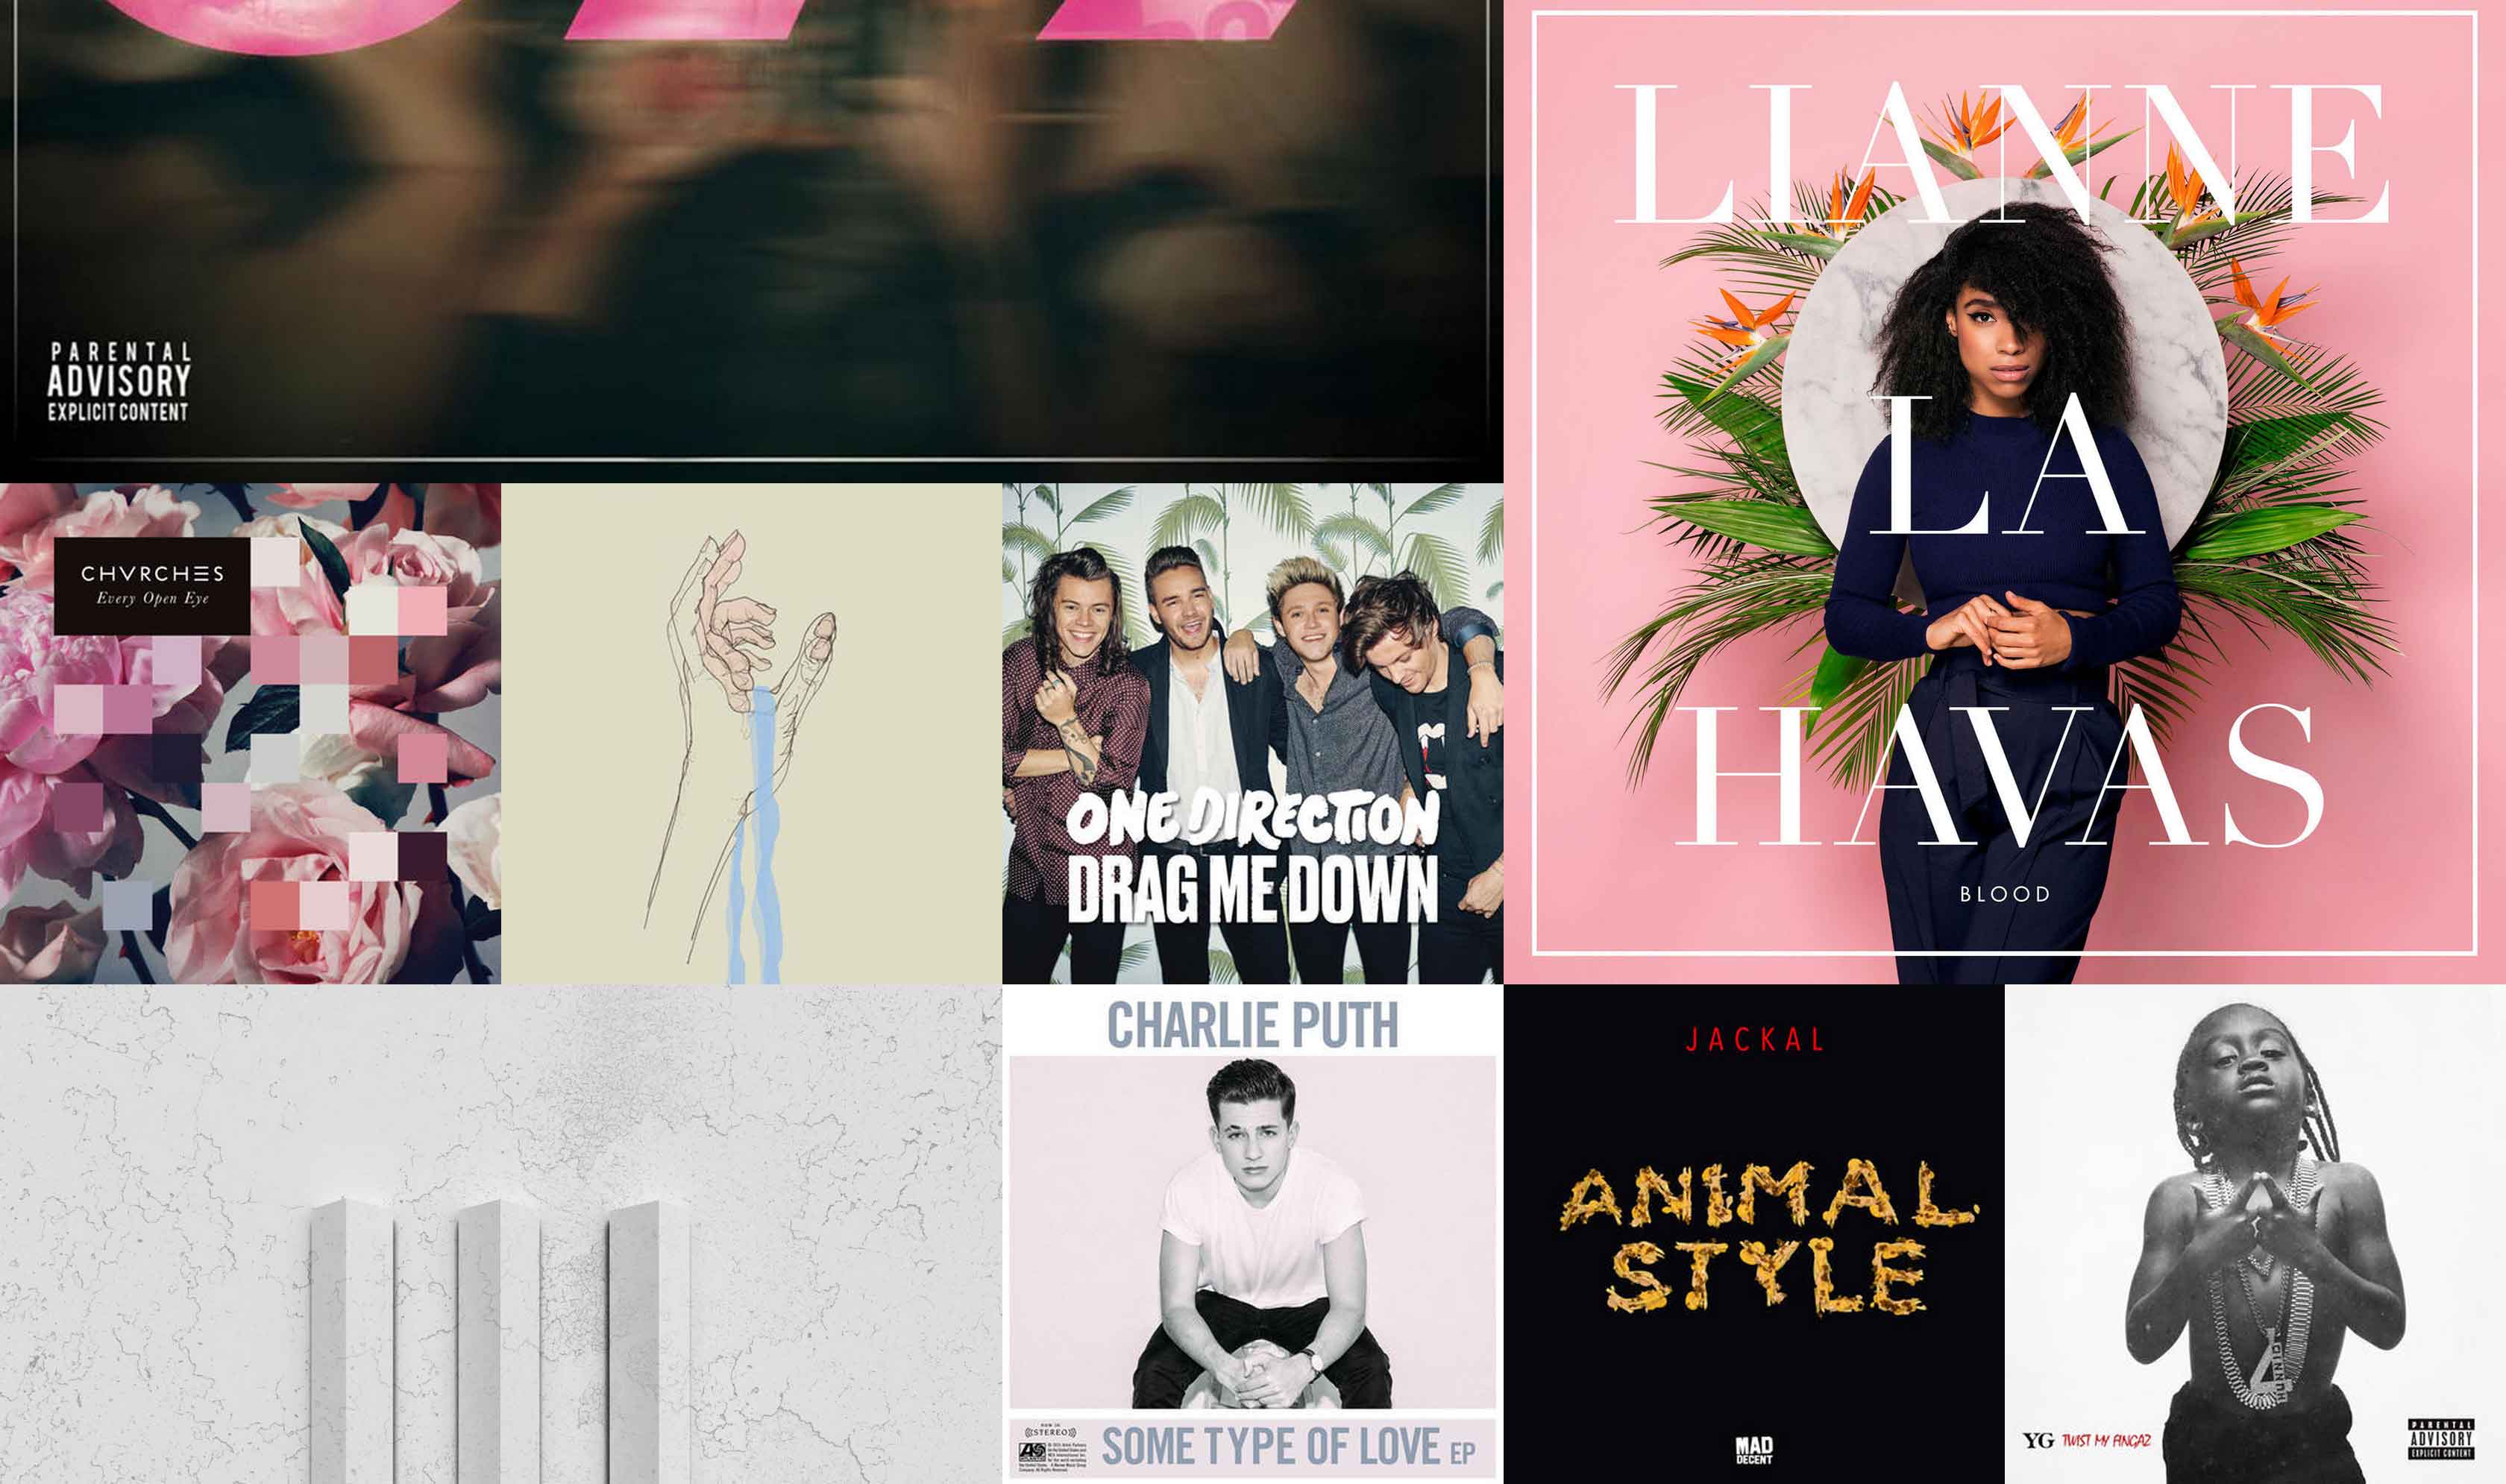 PARENTAL
ADVISORY
EXPLICIT CONTENT
LIANNE
LA
HAVAS
BLOOD
CHVRCHES
Every Open Eye
ONE DIRECTION
DRAG ME DOWN
CHARLIE PUTH
STEREO
SOME TYPE OF LOVE EP
JACKAL
ANIMAL
STYLE
MAD
DECENT
YG TWIST MY FINGAZ
PARENTAL
ADVISORY
EXPLICIT CONTENT